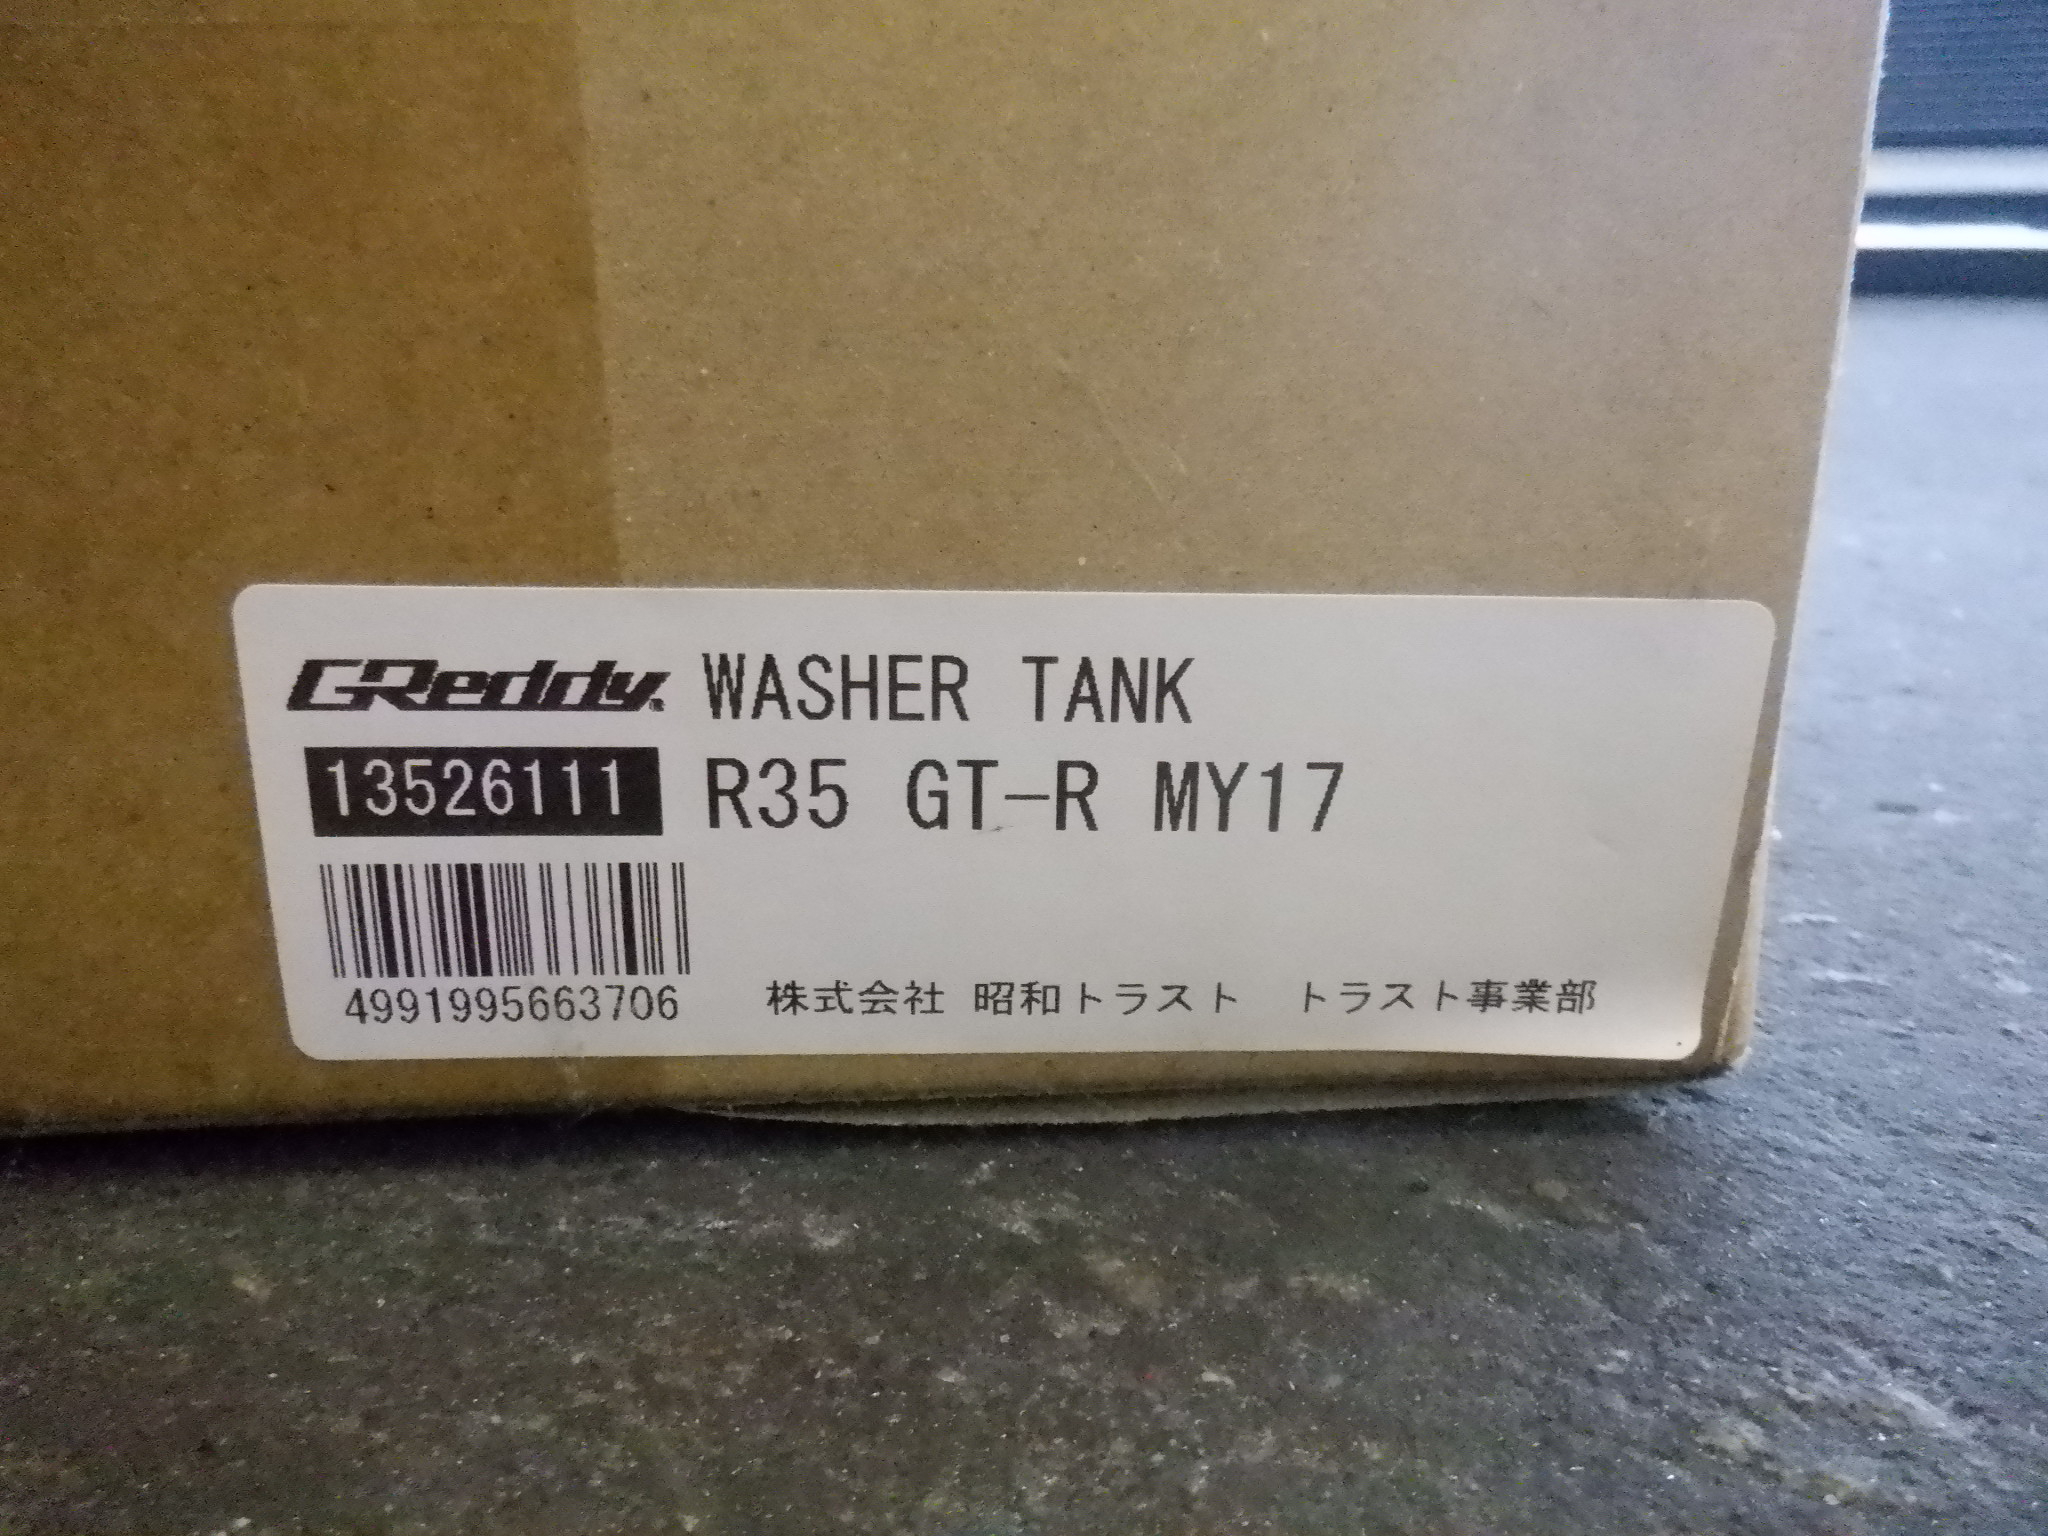 GReddy WASHER TANK
13526111 R35 GT-R MY17
4991995663706 株式会社 昭和トラスト トラスト事業部